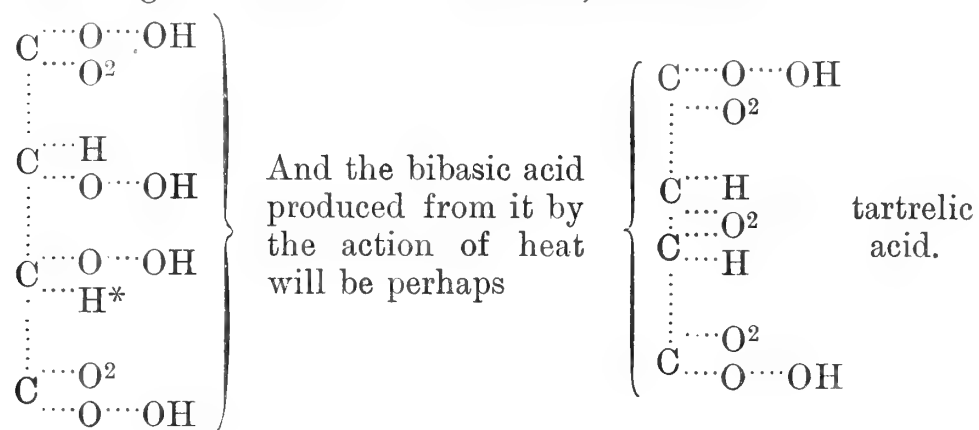 C····O····OH
····O²
C····H
····O····OH
C····O····OH
····H*
C····O²
····O····OH
And the bibasic acid
produced from it by
the action of heat
will be perhaps
C····O····OH
····O²
C····H
····O²
C····H
····O²
C····O····OH
tartrelic
acid.